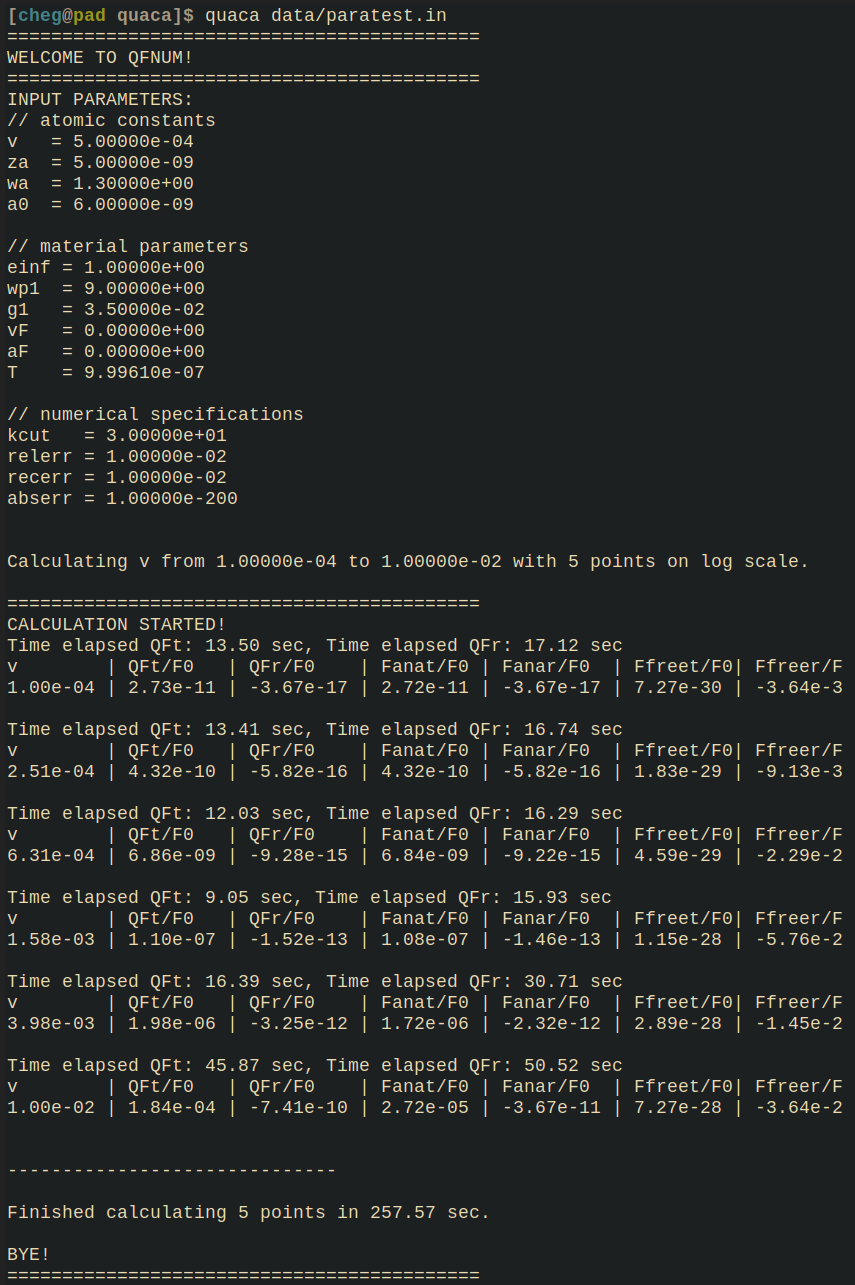 [cheg@pad quaca]$ quaca data/paratest.in
===========================================
WELCOME TO QFNUM!
===========================================
INPUT PARAMETERS:
// atomic constants
v   = 5.00000e-04
za  = 5.00000e-09
wa  = 1.30000e+00
a0  = 6.00000e-09

// material parameters
einf = 1.00000e+00
wp1  = 9.00000e+00
g1   = 3.50000e-02
vF   = 0.00000e+00
aF   = 0.00000e+00
T    = 9.99610e-07

// numerical specifications
kcut   = 3.00000e+01
relerr = 1.00000e-02
recerr = 1.00000e-02
abserr = 1.00000e-200

Calculating v from 1.00000e-04 to 1.00000e-02 with 5 points on log scale.

===========================================
CALCULATION STARTED!
Time elapsed QFt: 13.50 sec, Time elapsed QFr: 17.12 sec
v        | QFt/F0   | QFr/F0    | Fanat/F0 | Fanar/F0  | Ffreet/F0| Ffreer/F
1.00e-04 | 2.73e-11 | -3.67e-17 | 2.72e-11 | -3.67e-17 | 7.27e-30 | -3.64e-3

Time elapsed QFt: 13.41 sec, Time elapsed QFr: 16.74 sec
v        | QFt/F0   | QFr/F0    | Fanat/F0 | Fanar/F0  | Ffreet/F0| Ffreer/F
2.51e-04 | 4.32e-10 | -5.82e-16 | 4.32e-10 | -5.82e-16 | 1.83e-29 | -9.13e-3

Time elapsed QFt: 12.03 sec, Time elapsed QFr: 16.29 sec
v        | QFt/F0   | QFr/F0    | Fanat/F0 | Fanar/F0  | Ffreet/F0| Ffreer/F
6.31e-04 | 6.86e-09 | -9.28e-15 | 6.84e-09 | -9.22e-15 | 4.59e-29 | -2.29e-2

Time elapsed QFt: 9.05 sec, Time elapsed QFr: 15.93 sec
v        | QFt/F0   | QFr/F0    | Fanat/F0 | Fanar/F0  | Ffreet/F0| Ffreer/F
1.58e-03 | 1.10e-07 | -1.52e-13 | 1.08e-07 | -1.46e-13 | 1.15e-28 | -5.76e-2

Time elapsed QFt: 16.39 sec, Time elapsed QFr: 30.71 sec
v        | QFt/F0   | QFr/F0    | Fanat/F0 | Fanar/F0  | Ffreet/F0| Ffreer/F
3.98e-03 | 1.98e-06 | -3.25e-12 | 1.72e-06 | -2.32e-12 | 2.89e-28 | -1.45e-2

Time elapsed QFt: 45.87 sec, Time elapsed QFr: 50.52 sec
v        | QFt/F0   | QFr/F0    | Fanat/F0 | Fanar/F0  | Ffreet/F0| Ffreer/F
1.00e-02 | 1.84e-04 | -7.41e-10 | 2.72e-05 | -3.67e-11 | 7.27e-28 | -3.64e-2

------------------------------

Finished calculating 5 points in 257.57 sec.

BYE!
===========================================